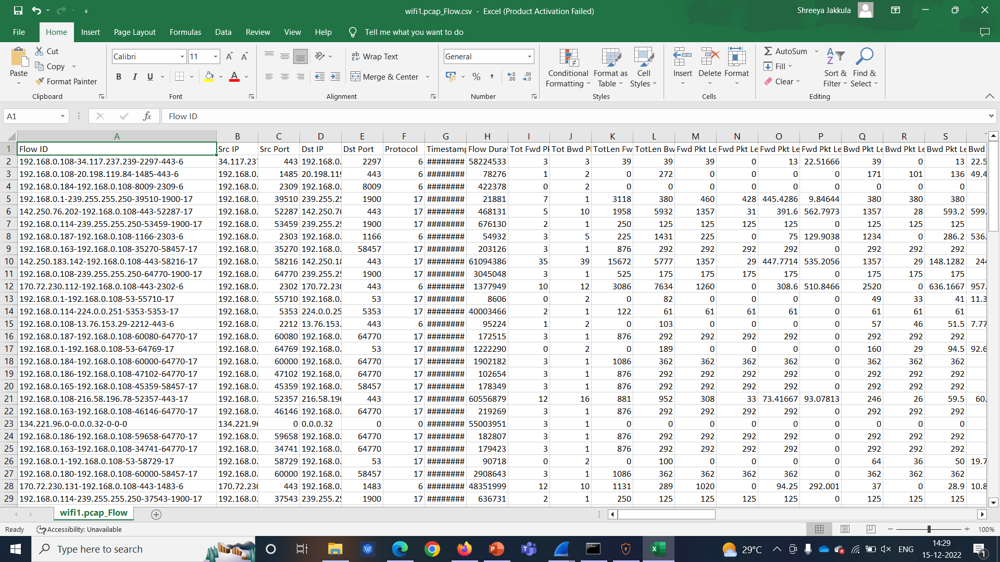 wifi1.pcap_Flow.csv - Excel (Product Activation Failed)
Shreeya Jakkula
File Home Insert Page Layout Formulas Data Review View Help Tell me what you want to do
Paste
Cut
Copy
Format Painter
Clipboard
Calibri 11
B I U
Font
Wrap Text
Merge & Center
Alignment
General
Number
Conditional Formatting
Format as Table
Cell Styles
Styles
Insert Delete Format
Cells
AutoSum
Fill
Clear
Sort & Filter
Find & Select
Editing
A1 fx Flow ID
A B C D E F G H I J K L M N O P Q R S
1 Flow ID Src IP Src Port Dst IP Dst Port Protocol Timestamp Flow Dura Tot Fwd Pk Tot Bwd P TotLen Fw TotLen Bw Fwd Pkt Le Fwd Pkt Le Fwd Pkt Le Fwd Pkt Le Bwd Pkt Le Bwd Pkt Le Bwd Pkt Le Bwd
2 192.168.0.108-34.117.237.239-2297-443-6 34.117.237 443 192.168.0. 2297 6 ######## 58224533 3 3 39 39 39 0 13 22.51666 39 0 13 22.5
3 192.168.0.108-20.198.119.84-1485-443-6 192.168.0. 1485 20.198.119 443 6 ######## 78276 1 2 0 272 0 0 0 0 171 101 136 49.4
4 192.168.0.184-192.168.0.108-8009-2309-6 192.168.0. 2309 192.168.0. 8009 6 ######## 422378 0 2 0 0 0 0 0 0 0 0 0
5 192.168.0.1-239.255.255.250-39510-1900-17 192.168.0. 39510 239.255.25 1900 17 ######## 21881 7 1 3118 380 460 428 445.4286 9.84644 380 380 380
6 142.250.76.202-192.168.0.108-443-52287-17 192.168.0. 52287 142.250.76 443 17 ######## 468131 5 10 1958 5932 1357 31 391.6 562.7973 1357 28 593.2 599.
7 192.168.0.114-239.255.255.250-53459-1900-17 192.168.0. 53459 239.255.25 1900 17 ######## 676130 2 1 250 125 125 125 125 0 125 125 125
8 192.168.0.187-192.168.0.108-1166-2303-6 192.168.0. 2303 192.168.0. 1166 6 ######## 54932 3 5 225 1431 225 0 75 129.9038 1234 0 286.2 536.
9 192.168.0.163-192.168.0.108-35270-58457-17 192.168.0. 35270 192.168.0. 58457 17 ######## 203126 3 1 876 292 292 292 292 0 292 292 292
10 142.250.183.142-192.168.0.108-443-58216-17 192.168.0. 58216 142.250.18 443 17 ######## 61094386 35 39 15672 5777 1357 29 447.7714 535.2056 1357 29 148.1282 244
11 192.168.0.108-239.255.255.250-64770-1900-17 192.168.0. 64770 239.255.25 1900 17 ######## 3045048 3 1 525 175 175 175 175 0 175 175 175
12 170.72.230.112-192.168.0.108-443-2302-6 192.168.0. 2302 170.72.230 443 6 ######## 1377949 10 12 3086 7634 1260 0 308.6 510.8466 2520 0 636.1667 957.
13 192.168.0.1-192.168.0.108-53-55710-17 192.168.0. 55710 192.168.0. 53 17 ######## 8606 0 2 0 82 0 0 0 0 49 33 41 11.3
14 192.168.0.114-224.0.0.251-5353-5353-17 192.168.0. 5353 224.0.0.25 5353 17 ######## 40003466 2 1 122 61 61 61 61 0 61 61 61
15 192.168.0.108-13.76.153.29-2212-443-6 192.168.0. 2212 13.76.153. 443 6 ######## 95224 1 2 0 103 0 0 0 0 57 46 51.5 7.77
16 192.168.0.187-192.168.0.108-60080-64770-17 192.168.0. 60080 192.168.0. 64770 17 ######## 172515 3 1 876 292 292 292 292 0 292 292 292
17 192.168.0.1-192.168.0.108-53-64769-17 192.168.0. 64769 192.168.0. 53 17 ######## 1222290 0 2 0 189 0 0 0 0 160 29 94.5 92.6
18 192.168.0.184-192.168.0.108-60000-64770-17 192.168.0. 60000 192.168.0. 64770 17 ######## 1902182 3 1 1086 362 362 362 362 0 362 362 362
19 192.168.0.186-192.168.0.108-47102-64770-17 192.168.0. 47102 192.168.0. 64770 17 ######## 102654 3 1 876 292 292 292 292 0 292 292 292
20 192.168.0.165-192.168.0.108-45359-58457-17 192.168.0. 45359 192.168.0. 58457 17 ######## 178349 3 1 876 292 292 292 292 0 292 292 292
21 192.168.0.108-216.58.196.78-52357-443-17 192.168.0. 52357 216.58.196 443 17 ######## 60556879 12 16 881 952 308 33 73.41667 93.07813 246 26 59.5 60.
22 192.168.0.163-192.168.0.108-46146-64770-17 192.168.0. 46146 192.168.0. 64770 17 ######## 219269 3 1 876 292 292 292 292 0 292 292 292
23 134.221.96.0-0.0.0.32-0-0-0 134.221.96 0 0.0.0.32 0 0 ######## 55003951 3 1 0 0 0 0 0 0 0 0 0
24 192.168.0.186-192.168.0.108-59658-64770-17 192.168.0. 59658 192.168.0. 64770 17 ######## 182807 3 1 876 292 292 292 292 0 292 292 292
25 192.168.0.163-192.168.0.108-34741-64770-17 192.168.0. 34741 192.168.0. 64770 17 ######## 179423 3 1 876 292 292 292 292 0 292 292 292
26 192.168.0.1-192.168.0.108-53-58729-17 192.168.0. 58729 192.168.0. 53 17 ######## 90718 0 2 0 100 0 0 0 0 64 36 50 19.7
27 192.168.0.180-192.168.0.108-60000-58457-17 192.168.0. 60000 192.168.0. 58457 17 ######## 2908643 3 1 1086 362 362 362 362 0 362 362 362
28 170.72.230.131-192.168.0.108-443-1483-6 170.72.230 443 192.168.0. 1483 6 ######## 48351999 12 10 1131 289 1020 0 94.25 292.001 37 0 28.9 10.8
29 192.168.0.114-239.255.255.250-37543-1900-17 192.168.0. 37543 239.255.25 1900 17 ######## 636731 2 1 250 125 125 125 125 0 125 125 125
wifi1.pcap_Flow
Ready Accessibility: Unavailable 100%
Type here to search
29°C ENG 14:29
15-12-2022 1